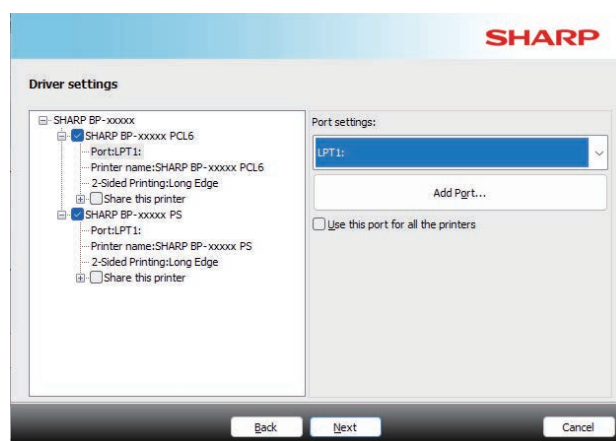 SHARP
Driver settings
SHARP BP-xxxxx
SHARP BP-xxxxx PCL6
Port:LPT1:
Printer name:SHARP BP-xxxxx PCL6
2-Sided Printing:Long Edge
Share this printer
SHARP BP-xxxxx PS
Port:LPT1:
Printer name:SHARP BP-xxxxx PS
2-Sided Printing:Long Edge
Share this printer
Port settings:
LPT1:
Add Port...
Use this port for all the printers
Back Next Cancel